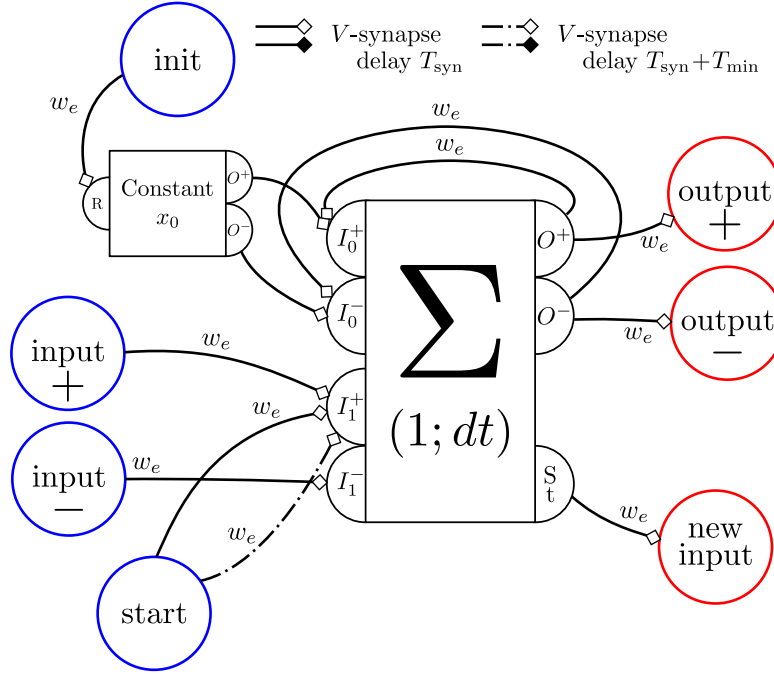 V-synapse
delay T_syn
V-synapse
delay T_syn+T_min
init
w_e
w_e
w_e
R
Constant
x_0
O^+
O^-
I_0^+
I_0^-
I_1^+
I_1^-
∑
(1; dt)
O^+
O^-
S
t
output
+
w_e
output
−
w_e
input
+
w_e
input
−
w_e
w_e
w_e
start
w_e
new
input